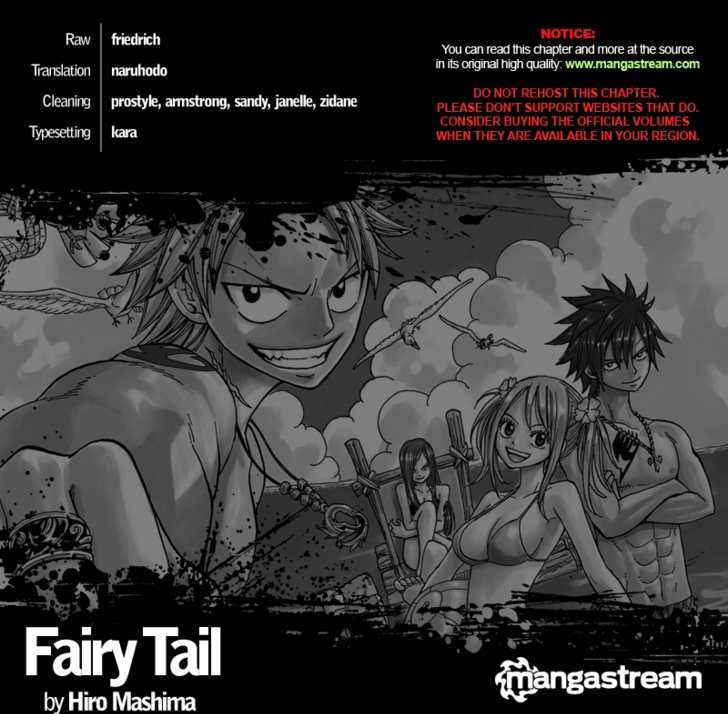 Raw friedrich
Translation naruhodo
Cleaning prostyle, armstrong, sandy, janelle, zidane
Typesetting kara
NOTICE:
You can read this chapter and more at the source
in its original high quality: www.mangastream.com
DO NOT REHOST THIS CHAPTER.
PLEASE DON'T SUPPORT WEBSITES THAT DO.
CONSIDER BUYING THE OFFICIAL VOLUMES
WHEN THEY ARE AVAILABLE IN YOUR REGION.
Fairy Tail
by Hiro Mashima
mangastream